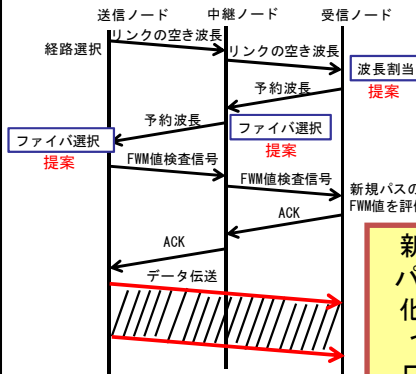 送信ノード 中継ノード 受信ノード
リンクの空き波長
経路選択
リンクの空き波長
波長割当
提案
予約波長
予約波長
ファイバ選択
提案
ファイバ選択
提案
FWM値検査信号
FWM値検査信号
新規パスの
FWM値を評価
ACK
ACK
データ伝送
新
パ
化